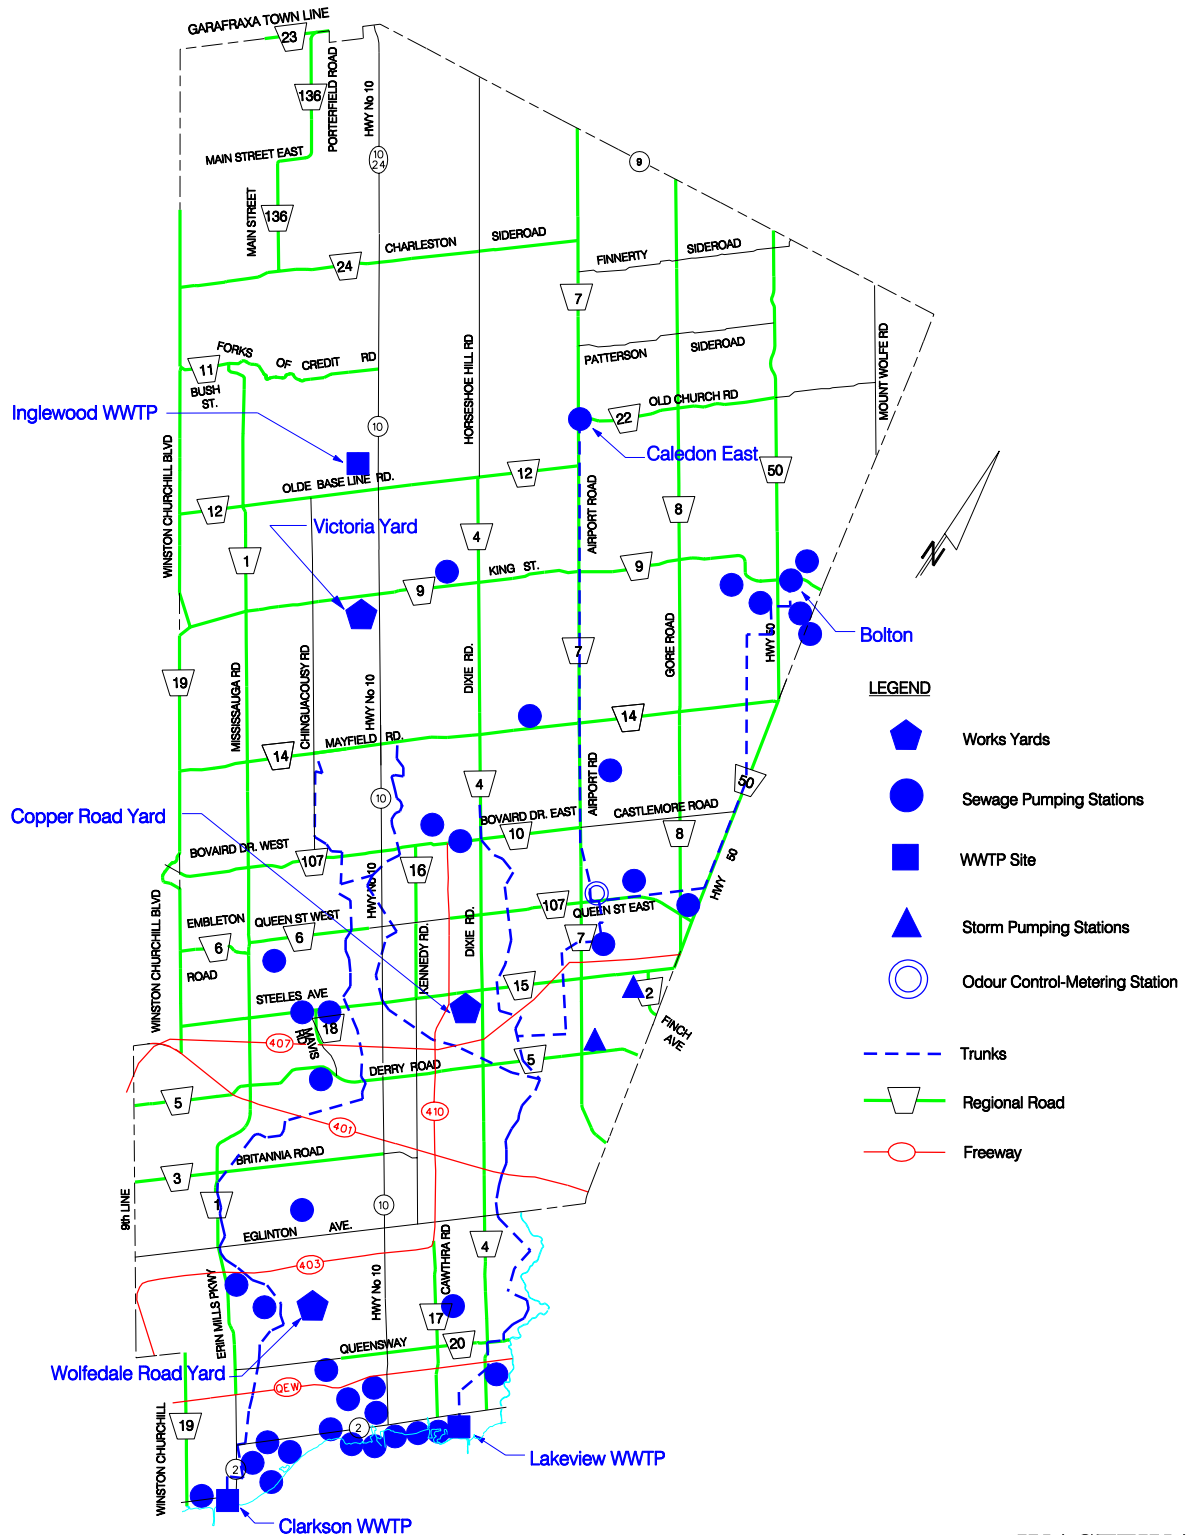 GARAFRAXA TOWN LINE
23
PORTERFIELD ROAD
HWY No 10
136
MAIN STREET EAST
10
24
9
MAIN STREET
136
CHARLESTON SIDEROAD
24
FINNERTY SIDEROAD
7
PATTERSON SIDEROAD
MOUNT WOLFE RD
FORKS OF CREDIT RD
11
BUSH
ST.
HORSESHOE HILL RD
OLD CHURCH RD
22
Inglewood WWTP
10
Caledon East
WINSTON CHURCHILL BLVD
12
50
OLDE BASE LINE RD.
12
8
AIRPORT ROAD
Victoria Yard
4
1
KING ST.
9
9
N
Bolton
HWY 50
GORE ROAD
7
DIXIE RD.
CHINGUACOUSY RD
MISSISSAUGA RD
19
HWY No 10
LEGEND
14
MAYFIELD RD.
14
Works Yards
AIRPORT RD
4
50
10
CASTLEMORE ROAD
Sewage Pumping Stations
Copper Road Yard
BOVAIRD DR. EAST
10
8
BOVAIRD DR. WEST
107
16
HWY 50
WWTP Site
HWY No 10
WINSTON CHURCHILL BLVD
107
QUEEN ST EAST
EMBLETON
QUEEN ST WEST
6
6
ROAD
KENNEDY RD.
DIXIE RD.
7
Storm Pumping Stations
STEELES AVE
15
2
Odour Control-Metering Station
MAVIS
RD
18
FINCH
AVE
407
5
DERRY ROAD
Trunks
5
410
401
Regional Road
BRITANNIA ROAD
3
Freeway
9th LINE
1
10
EGLINTON AVE.
CAWTHRA RD
4
403
HWY No 10
ERIN MILLS PKWY
17
QUEENSWAY
20
Wolfedale Road Yard
QEW
WINSTON CHURCHILL
19
2
2
Lakeview WWTP
Clarkson WWTP